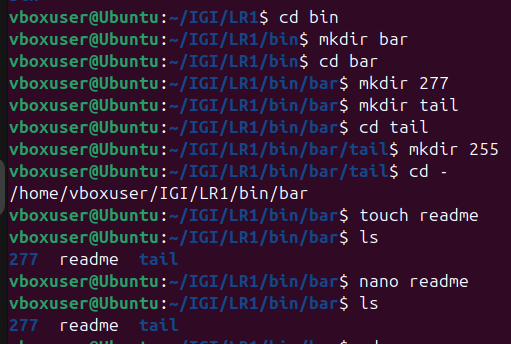 vboxuser@Ubuntu:~/IGI/LR1$ cd bin
vboxuser@Ubuntu:~/IGI/LR1/bin$ mkdir bar
vboxuser@Ubuntu:~/IGI/LR1/bin$ cd bar
vboxuser@Ubuntu:~/IGI/LR1/bin/bar$ mkdir 277
vboxuser@Ubuntu:~/IGI/LR1/bin/bar$ mkdir tail
vboxuser@Ubuntu:~/IGI/LR1/bin/bar$ cd tail
vboxuser@Ubuntu:~/IGI/LR1/bin/bar/tail$ mkdir 255
vboxuser@Ubuntu:~/IGI/LR1/bin/bar/tail$ cd -
/home/vboxuser/IGI/LR1/bin/bar
vboxuser@Ubuntu:~/IGI/LR1/bin/bar$ touch readme
vboxuser@Ubuntu:~/IGI/LR1/bin/bar$ ls
277  readme  tail
vboxuser@Ubuntu:~/IGI/LR1/bin/bar$ nano readme
vboxuser@Ubuntu:~/IGI/LR1/bin/bar$ ls
277  readme  tail